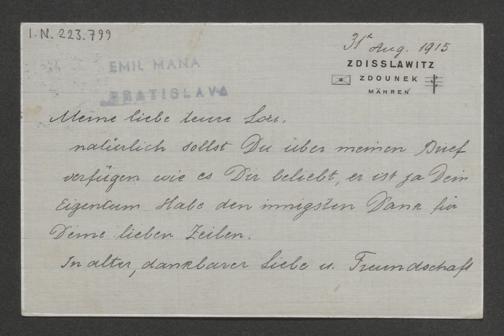 I.N. 223.799
31st Aug. 1915
EMIL MANA
BRATISLAVA
ZDISSLAWITZ
ZDOUNEK
MÄHREN
Meine liebe teure Lou.
natürlich sollst Du über meinen Brief
verfügen wie es Dir beliebt, er ist ja Dein
Eigentum Habe den innigsten Dank für
Deine lieben Zeilen.
In alter, dankbarer Liebe u. Freundschaft